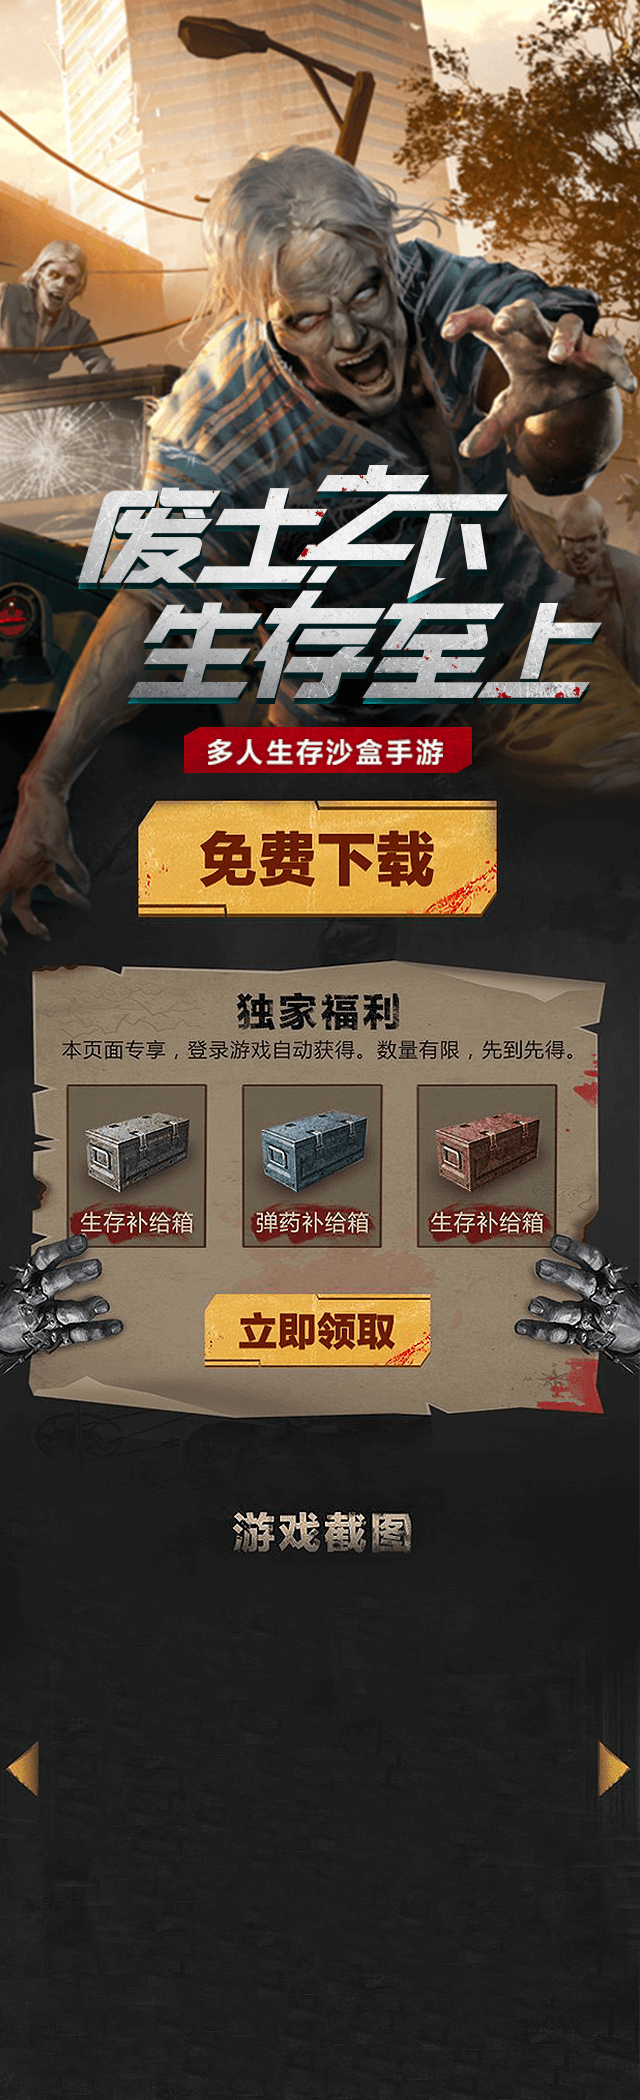 废土之下
生存至上
多人生存沙盒手游
免费下载
独家福利
本页面专享，登录游戏自动获得。数量有限，先到先得。
生存补给箱
弹药补给箱
生存补给箱
立即领取
游戏截图